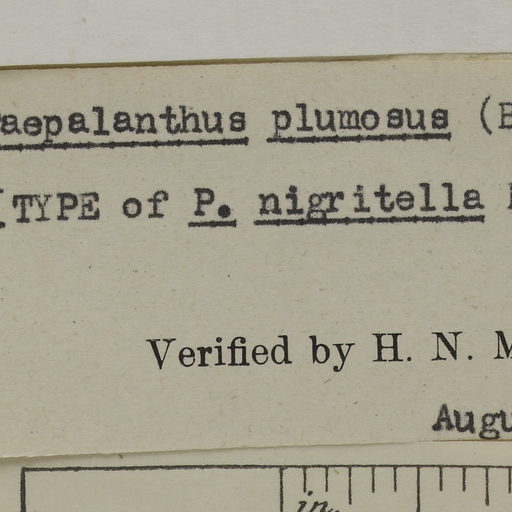 aepalanthus plumosus (B
[TYPE of P. nigritella
Verified by H. N. M
Augu
in.